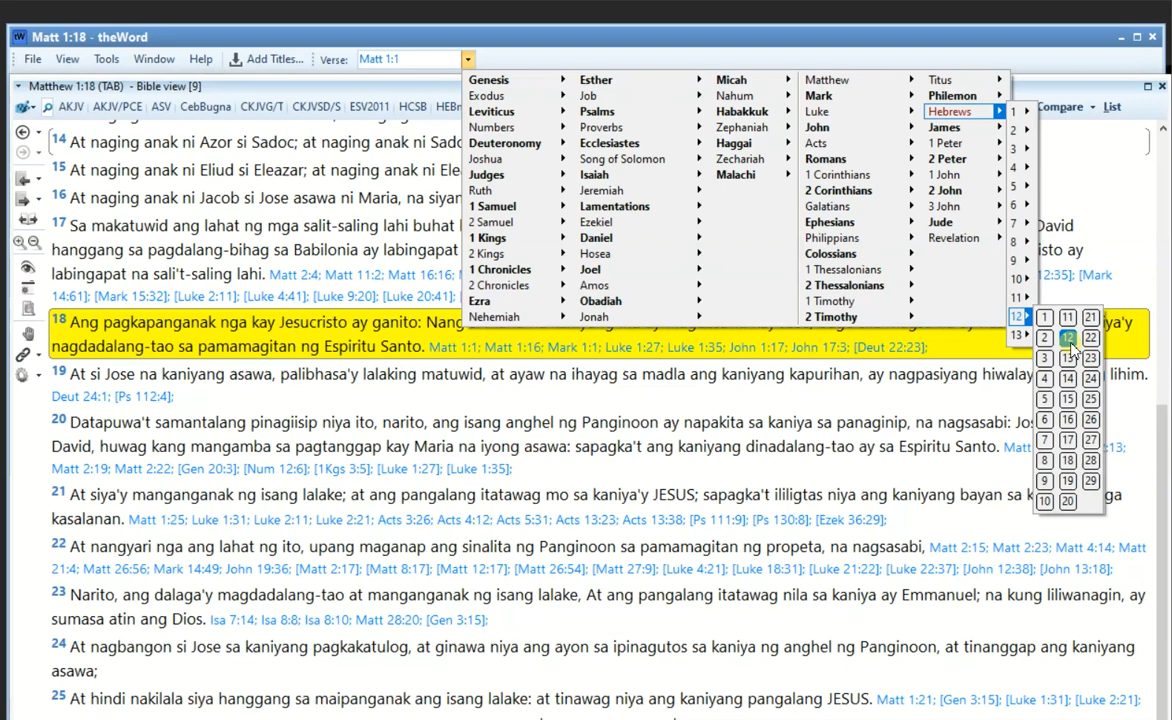 Matt 1:18 - theWord
File View Tools Window Help Add Titles... Verse: Matt 1:1
Matthew 1:18 (TAB) - Bible view [9]
AKJV AKJV/PCE ASV CebBugna CKJVG/T CKJVSD/S ESV2011 HCSB Compare List
Genesis Esther Micah Matthew Titus
Exodus Job Nahum Mark Philemon
Leviticus Psalms Habakkuk Luke Hebrews
Numbers Proverbs Zephaniah John James
Deuteronomy Ecclesiastes Haggai Acts 1 Peter
Joshua Song of Solomon Zechariah Romans 2 Peter
Judges Isaiah Malachi 1 Corinthians 1 John
Ruth Jeremiah 2 Corinthians 2 John
1 Samuel Lamentations Galatians 3 John
2 Samuel Ezekiel Ephesians Jude
1 Kings Daniel Philippians Revelation
2 Kings Hosea Colossians
1 Chronicles Joel 1 Thessalonians
2 Chronicles Amos 2 Thessalonians
Ezra Obadiah 1 Timothy
Nehemiah Jonah 2 Timothy
1
2
3
4
5
6
7
8
9
10
11
12
13
1 11 21
2 12 22
3 13 23
4 14 24
5 15 25
6 16 26
7 17 27
8 18 28
9 19 29
10 20
14 At naging anak ni Azor si Sadoc; at naging anak ni Sadoc
15 At naging anak ni Eliud si Eleazar; at naging anak ni
16 At naging anak ni Jacob si Jose asawa ni Maria, na
17 Sa makatuwid ang lahat ng mga salit-saling lahi buhat David
hanggang sa pagdalang-bihag sa Babilonia ay labingapat isto ay
labingapat na sali't-saling lahi. Matt 2:4; Matt 11:2; Matt 16:16; 12:35]; [Mark
14:61]; [Mark 15:32]; [Luke 2:11]; [Luke 4:41]; [Luke 9:20]; [Luke 20:41];
18 Ang pagkapanganak nga kay Jesucristo ay ganito: Nang iya'y
nagdadalang-tao sa pamamagitan ng Espiritu Santo. Matt 1:1; Matt 1:16; Mark 1:1; Luke 1:27; Luke 1:35; John 1:17; John 17:3; [Deut 22:23];
19 At si Jose na kaniyang asawa, palibhasa'y lalaking matuwid, at ayaw na ihayag sa madla ang kaniyang kapurihan, ay nagpasiyang hiwalay lihim.
Deut 24:1; [Ps 112:4];
20 Datapuwa't samantalang pinagiisip niya ito, narito, ang isang anghel ng Panginoon ay napakita sa kaniya sa panaginip, na nagsasabi:
David, huwag kang mangamba sa pagtanggap kay Maria na iyong asawa: sapagka't ang kaniyang dinadalang-tao ay sa Espiritu Santo. :13;
Matt 2:19; Matt 2:22; [Gen 20:3]; [Num 12:6]; [1Kgs 3:5]; [Luke 1:27]; [Luke 1:35];
21 At siya'y manganganak ng isang lalake; at ang pangalang itatawag mo sa kaniya'y JESUS; sapagka't ililigtas niya ang kaniyang bayan sa ga
kasalanan. Matt 1:25; Luke 1:31; Luke 2:11; Luke 2:21; Acts 3:26; Acts 4:12; Acts 5:31; Acts 13:23; Acts 13:38; [Ps 111:9]; [Ps 130:8]; [Ezek 36:29];
22 At nangyari nga ang lahat ng ito, upang maganap ang sinalita ng Panginoon sa pamamagitan ng propeta, na nagsasabi, Matt 2:15; Matt 2:23; Matt 4:14; Matt
21:4; Matt 26:56; Mark 14:49; John 19:36; [Matt 2:17]; [Matt 8:17]; [Matt 12:17]; [Matt 26:54]; [Matt 27:9]; [Luke 4:21]; [Luke 18:31]; [Luke 21:22]; [Luke 22:37]; [John 12:38]; [John 13:18];
23 Narito, ang dalaga'y magdadalang-tao at manganganak ng isang lalake, At ang pangalang itatawag nila sa kaniya ay Emmanuel; na kung liliwanagin, ay
sumasa atin ang Dios. Isa 7:14; Isa 8:8; Isa 8:10; Matt 28:20; [Gen 3:15];
24 At nagbangon si Jose sa kaniyang pagkakatulog, at ginawa niya ang ayon sa ipinagutos sa kaniya ng anghel ng Panginoon, at tinanggap ang kaniyang
asawa;
25 At hindi nakilala siya hanggang sa maipanganak ang isang lalake: at tinawag niya ang kaniyang pangalang JESUS. Matt 1:21; [Gen 3:15]; [Luke 1:31]; [Luke 2:21];